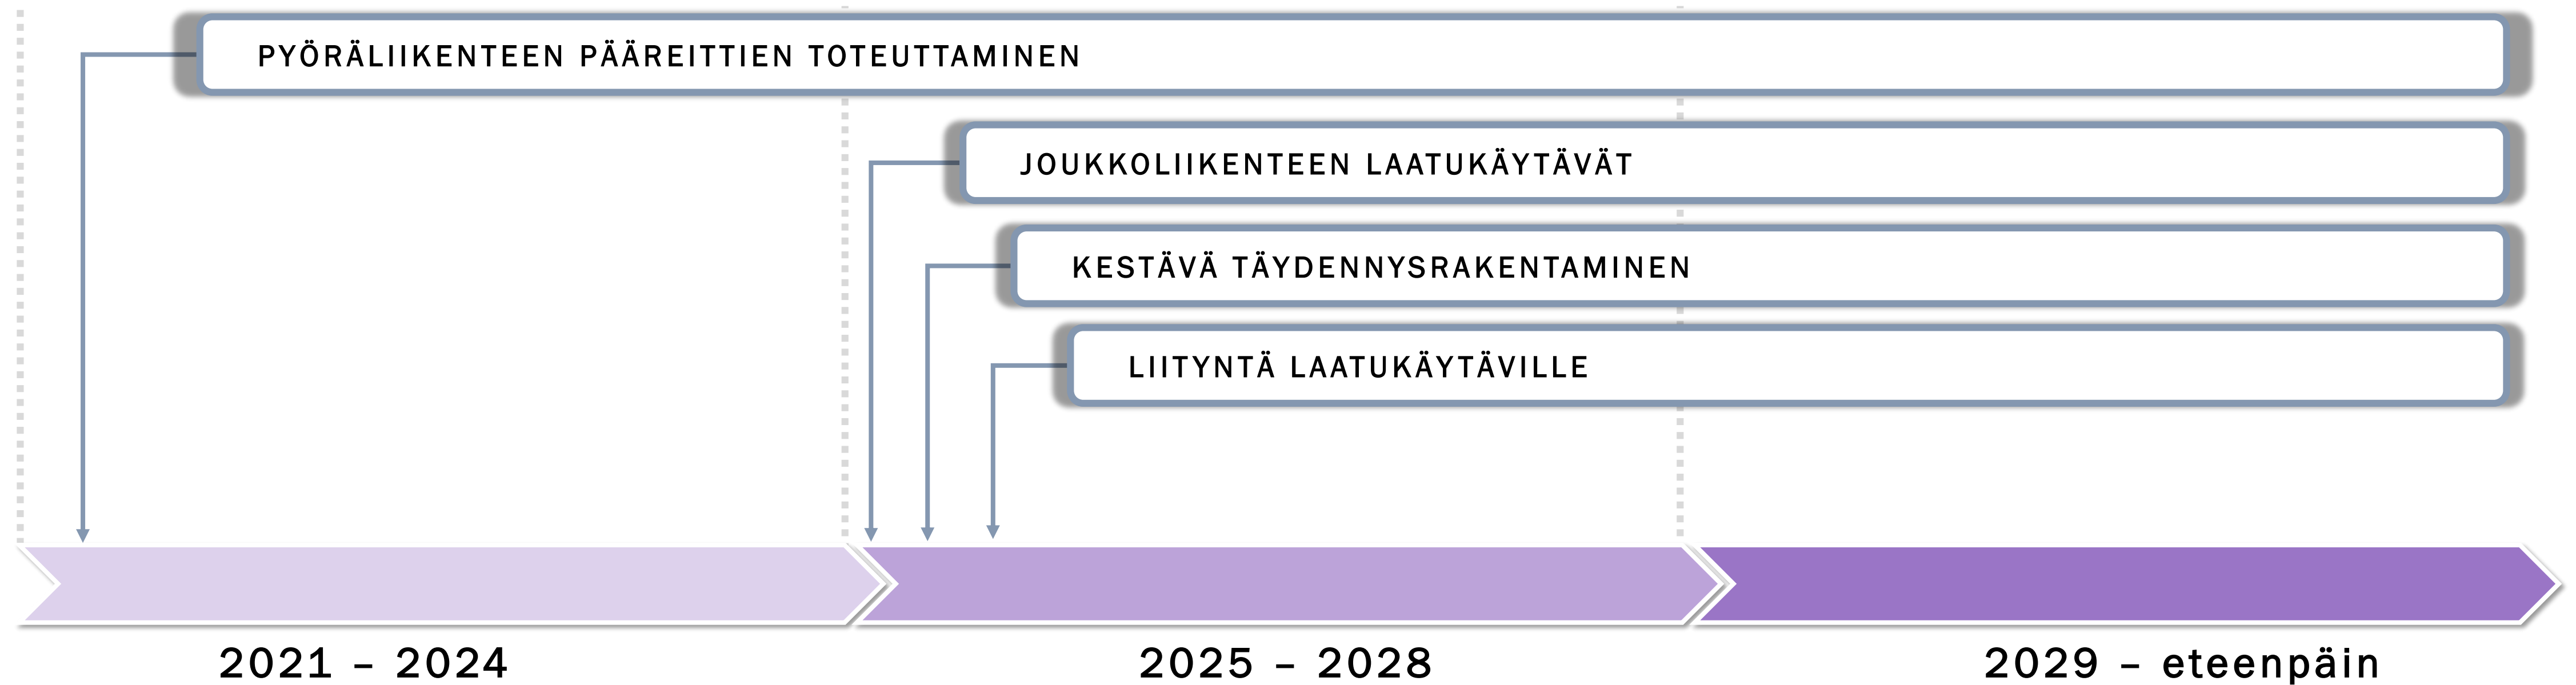 PYÖRÄLIIKENTEEN PÄÄREITTIEN TOTEUTTAMINEN
JOUKKOLIIKENTEEN LAATUKÄYTÄVÄT
KESTÄVÄ TÄYDENNYSRAKENTAMINEN
LIITYNTÄ LAATUKÄYTÄVILLE
2021 – 2024
2025 – 2028
2029 – eteenpäin